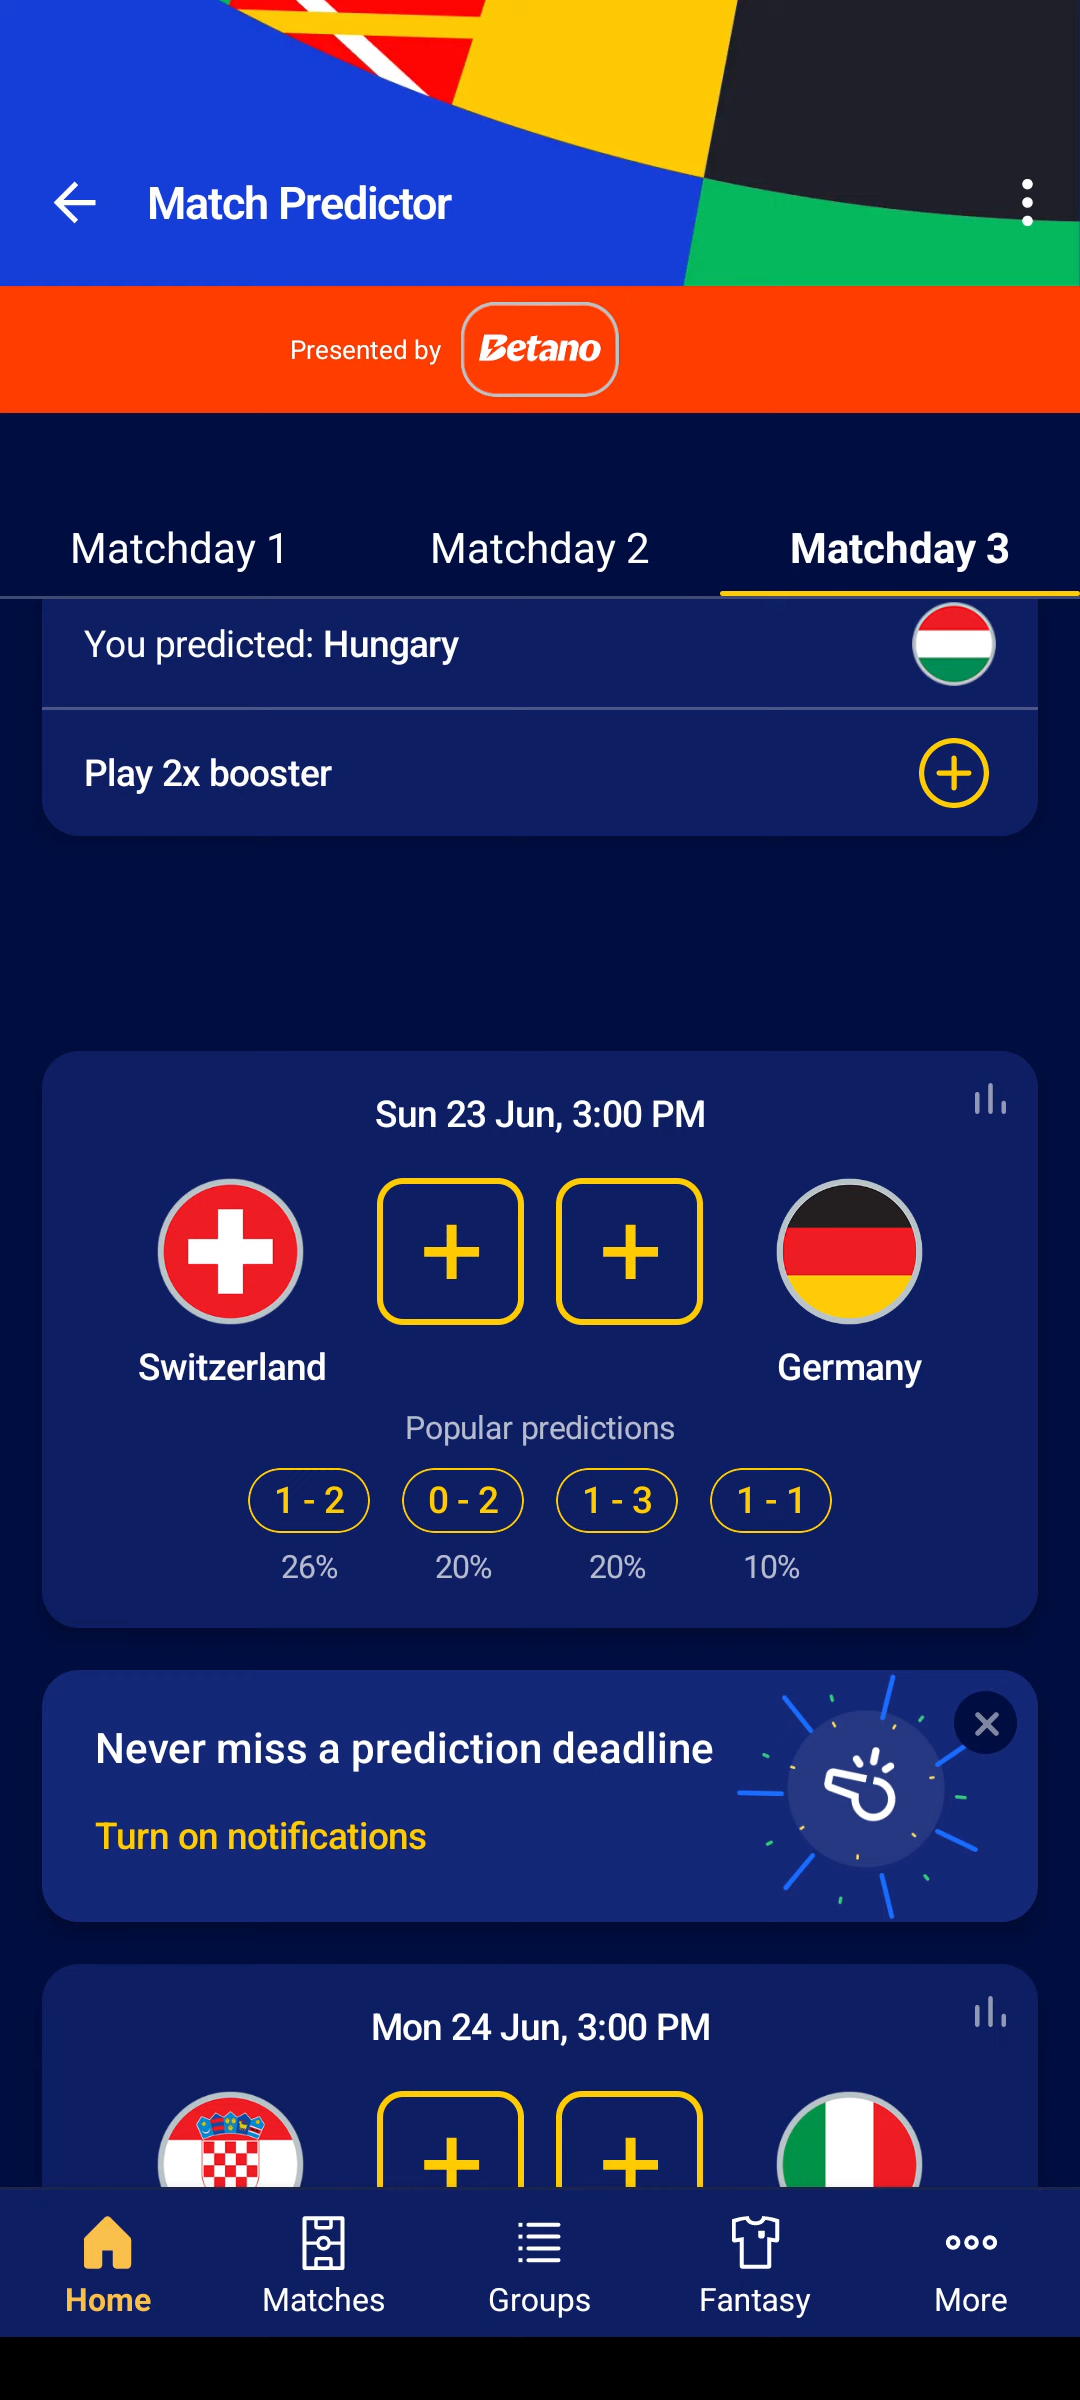 Match Predictor
Presented by Betano
Matchday 1 Matchday 2 Matchday 3
You predicted: Hungary
Play 2x booster
Sun 23 Jun, 3:00 PM
Switzerland Germany
Popular predictions
1 - 2 0 - 2 1 - 3 1 - 1
26% 20% 20% 10%
Never miss a prediction deadline
Turn on notifications
Mon 24 Jun, 3:00 PM
Home Matches Groups Fantasy More